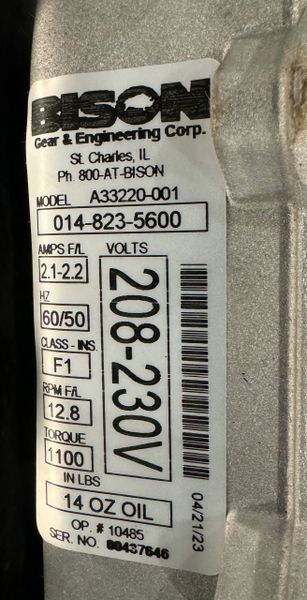 BISON
Gear & Engineering Corp.
St. Charles, IL
Ph. 800-AT-BISON
MODEL A33220-001
014-823-5600
AMPS F/L
2.1-2.2
HZ
60/50
CLASS - INS.
F1
RPM F/L
12.8
TORQUE
1100
IN LBS
VOLTS
208-230V
14 OZ OIL
OP. # 10485
SER. NO. 80437646
04/21/23